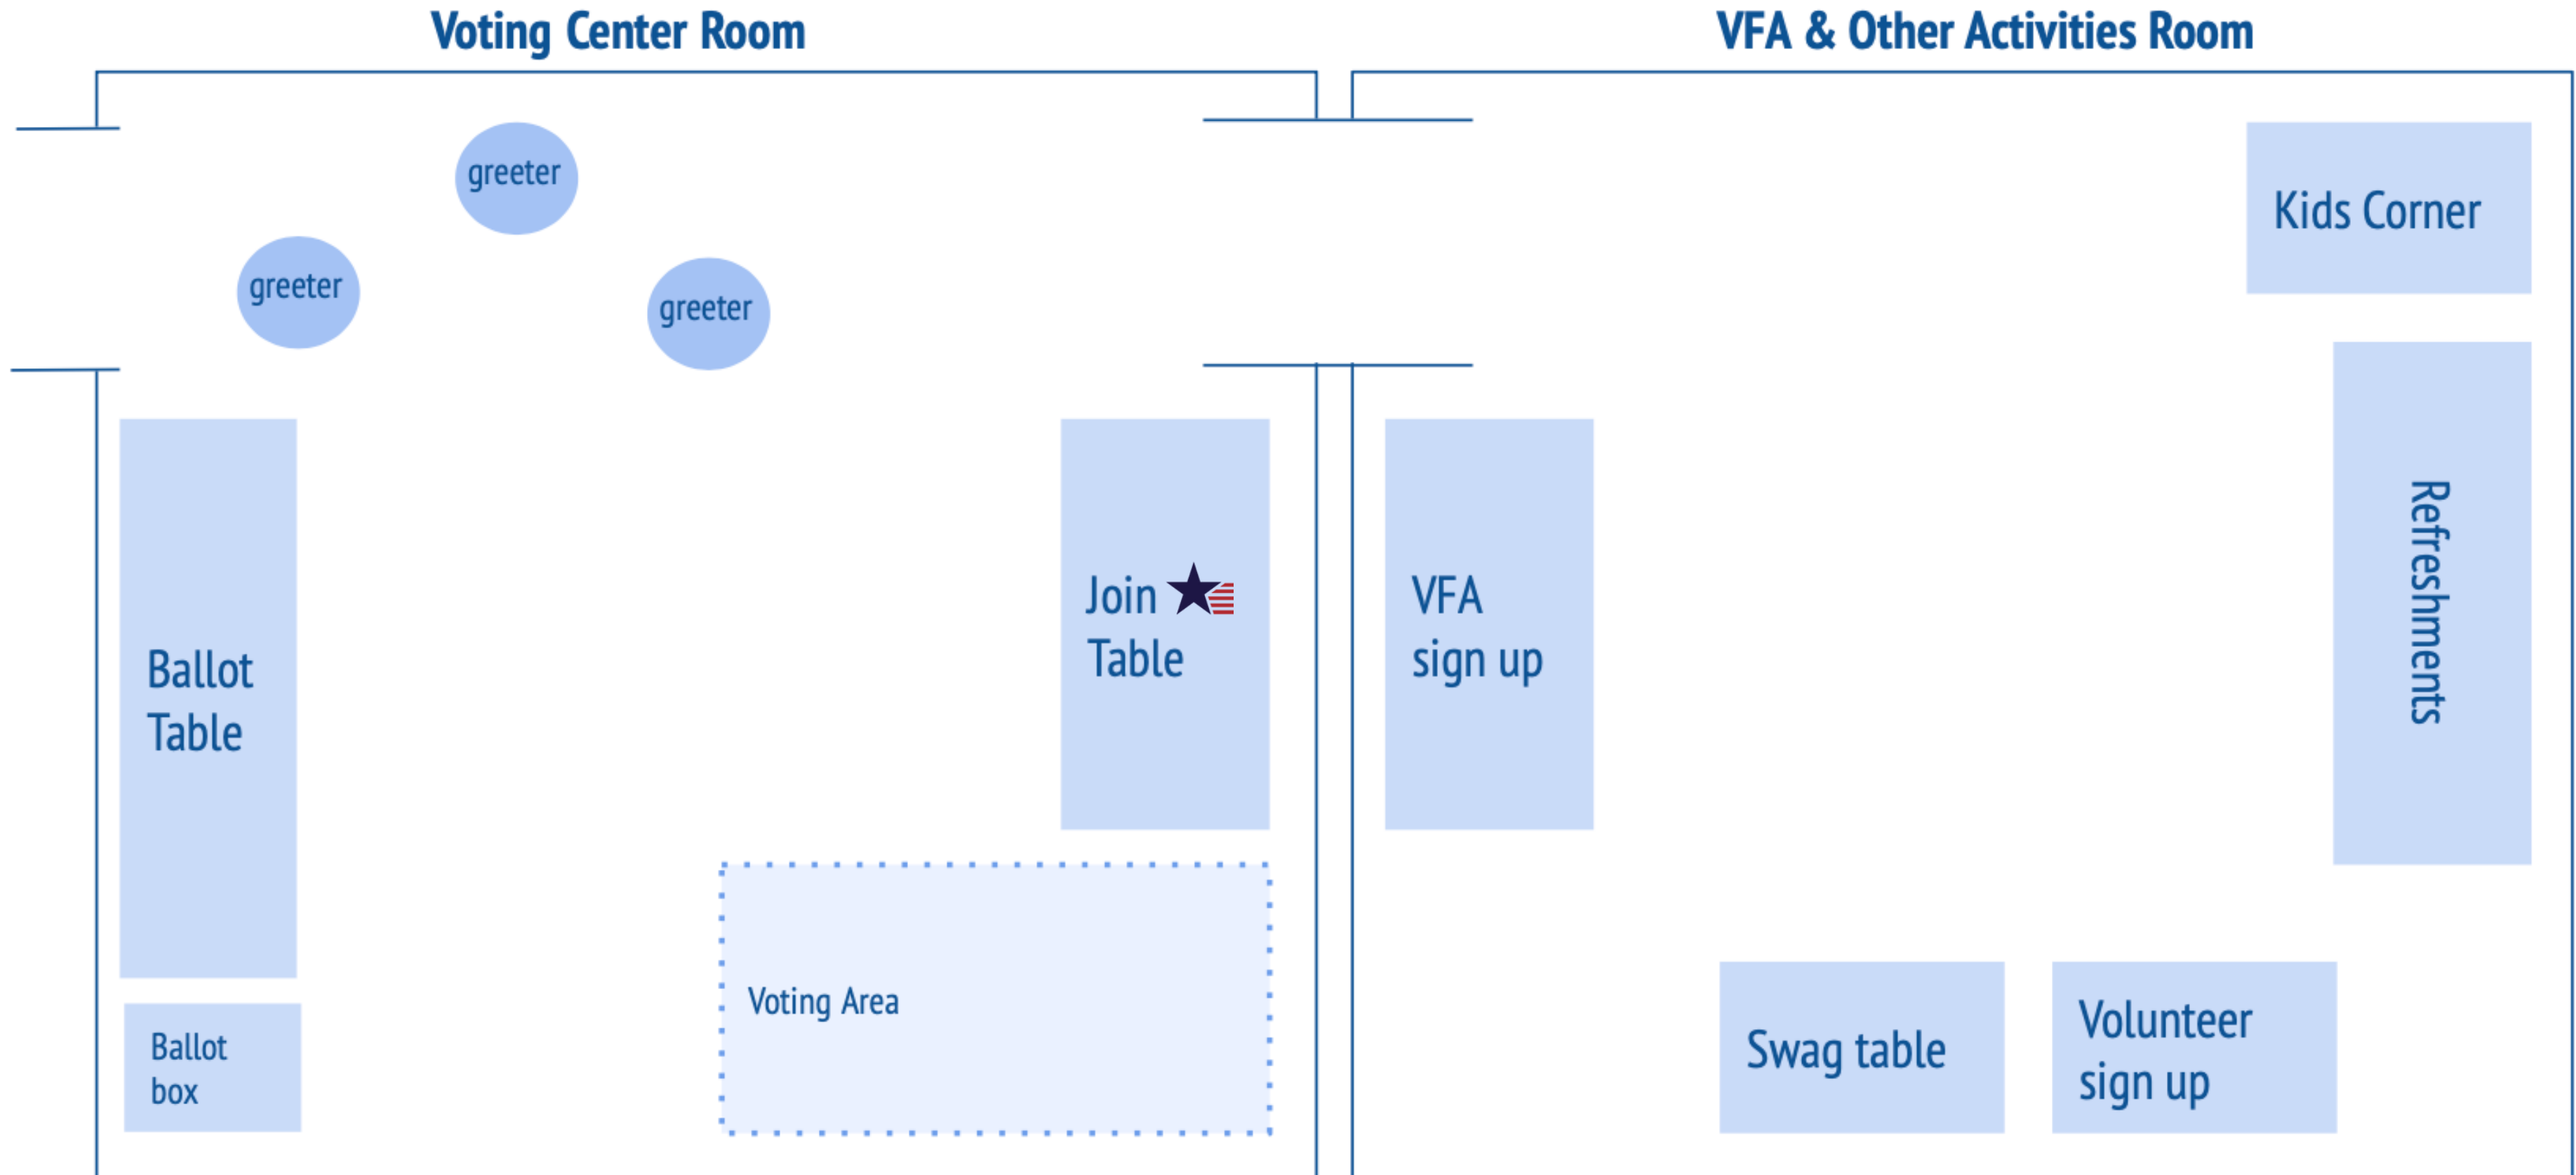 Voting Center Room
greeter
greeter
greeter
Ballot
Table
Join
Table
Ballot
box
Voting Area
VFA & Other Activities Room
Kids Corner
VFA
sign up
Refreshments
Swag table
Volunteer
sign up